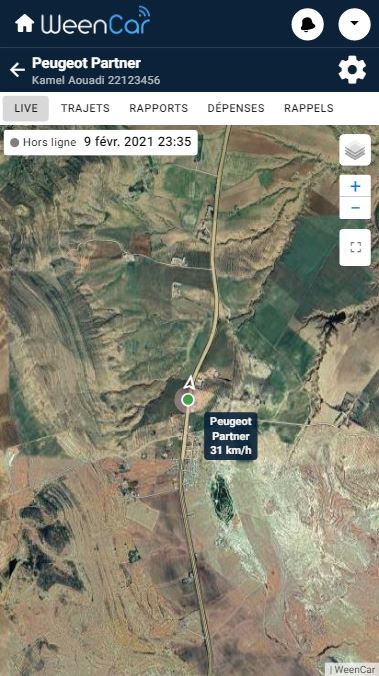 WeenCar
Peugeot Partner
Kamel Aouadi 22123456
LIVE TRAJETS RAPPORTS DÉPENSES RAPPELS
Hors ligne 9 févr. 2021 23:35
+
−
Peugeot
Partner
31 km/h
| WeenCar